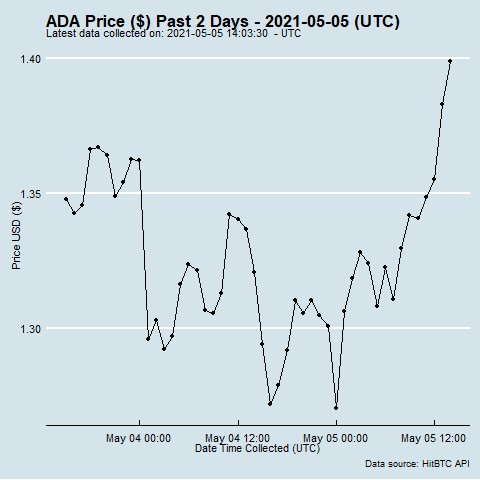 ADA Price ($) Past 2 Days - 2021-05-05 (UTC)
Latest data collected on: 2021-05-05 14:03:30 - UTC
1.40
1.35
1.30
Price USD ($)
May 04 00:00 May 04 12:00 May 05 00:00 May 05 12:00
Date Time Collected (UTC)
Data source: HitBTC API